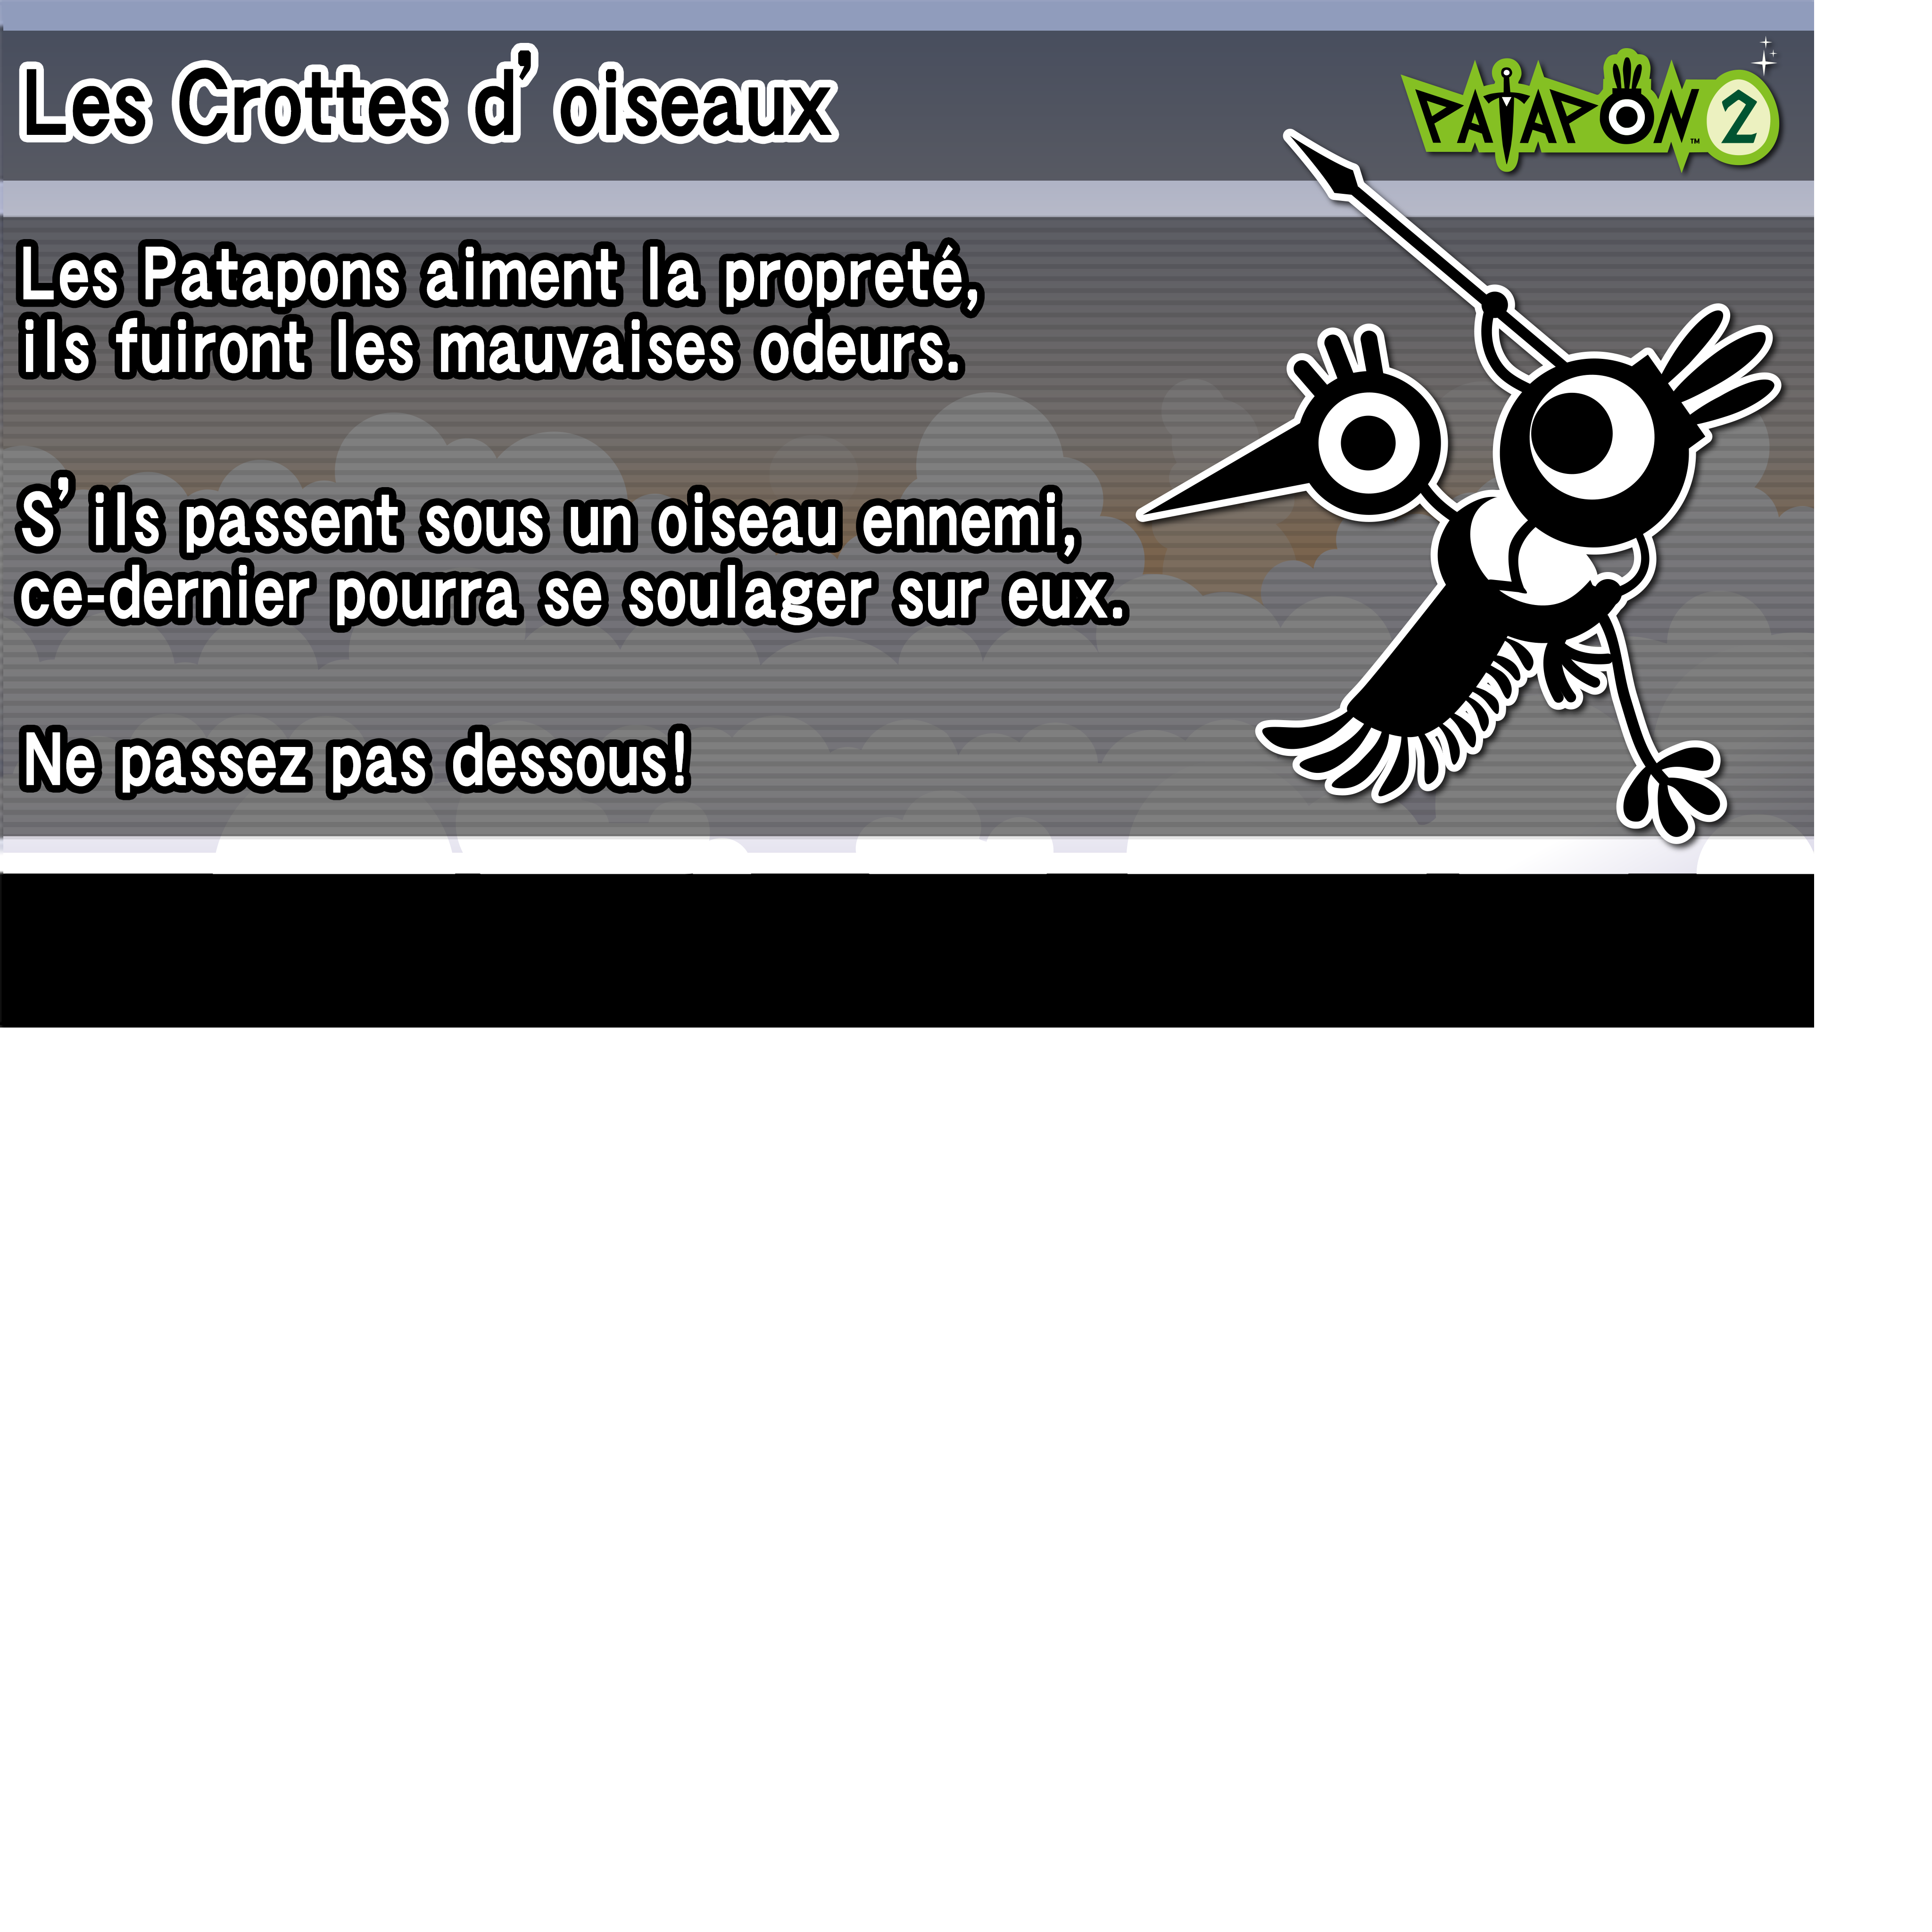 Les Crottes d'oiseaux
PATAPON™ 2
Les Patapons aiment la propreté,
ils fuiront les mauvaises odeurs.
S'ils passent sous un oiseau ennemi,
ce-dernier pourra se soulager sur eux.
Ne passez pas dessous!